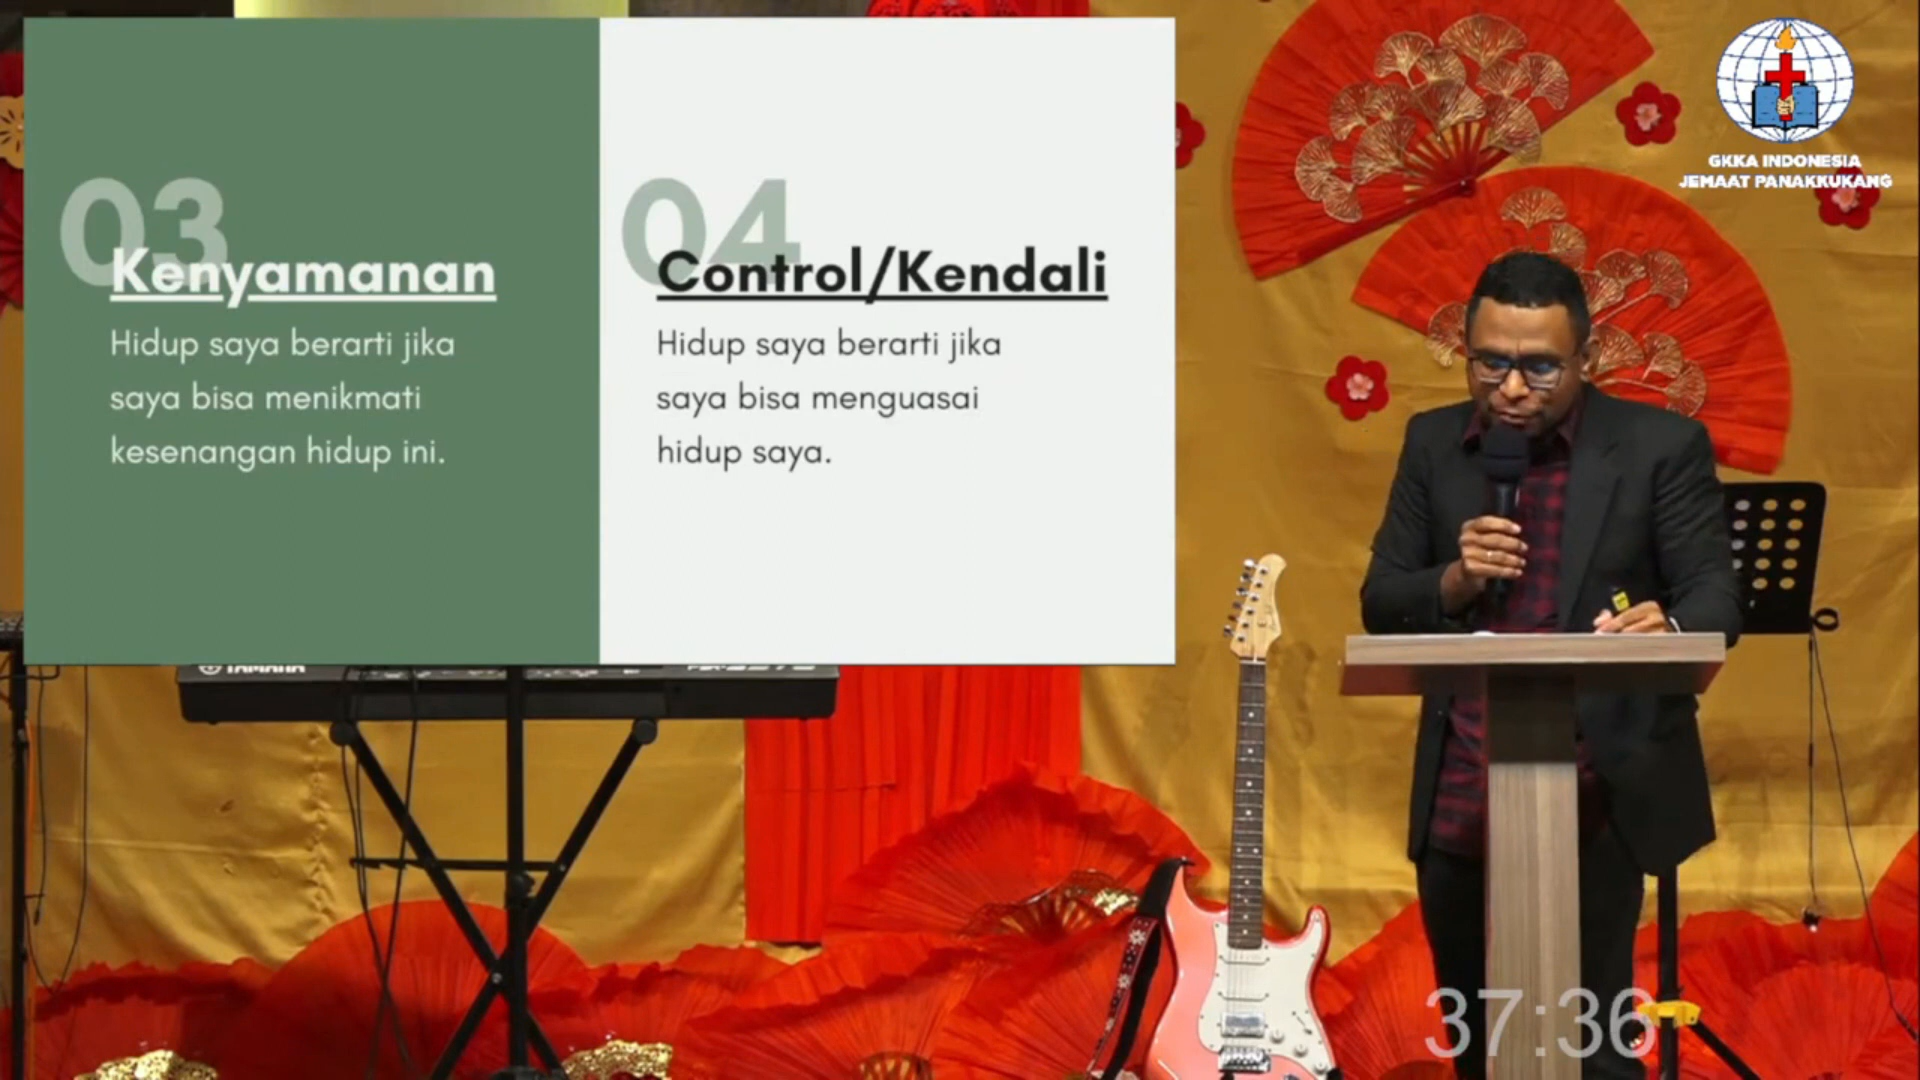 03
Kenyamanan
Hidup saya berarti jika
saya bisa menikmati
kesenangan hidup ini.
04
Control/Kendali
Hidup saya berarti jika
saya bisa menguasai
hidup saya.
GKKA INDONESIA
JEMAAT PANAKKUKANG
YAMAHA
37:36